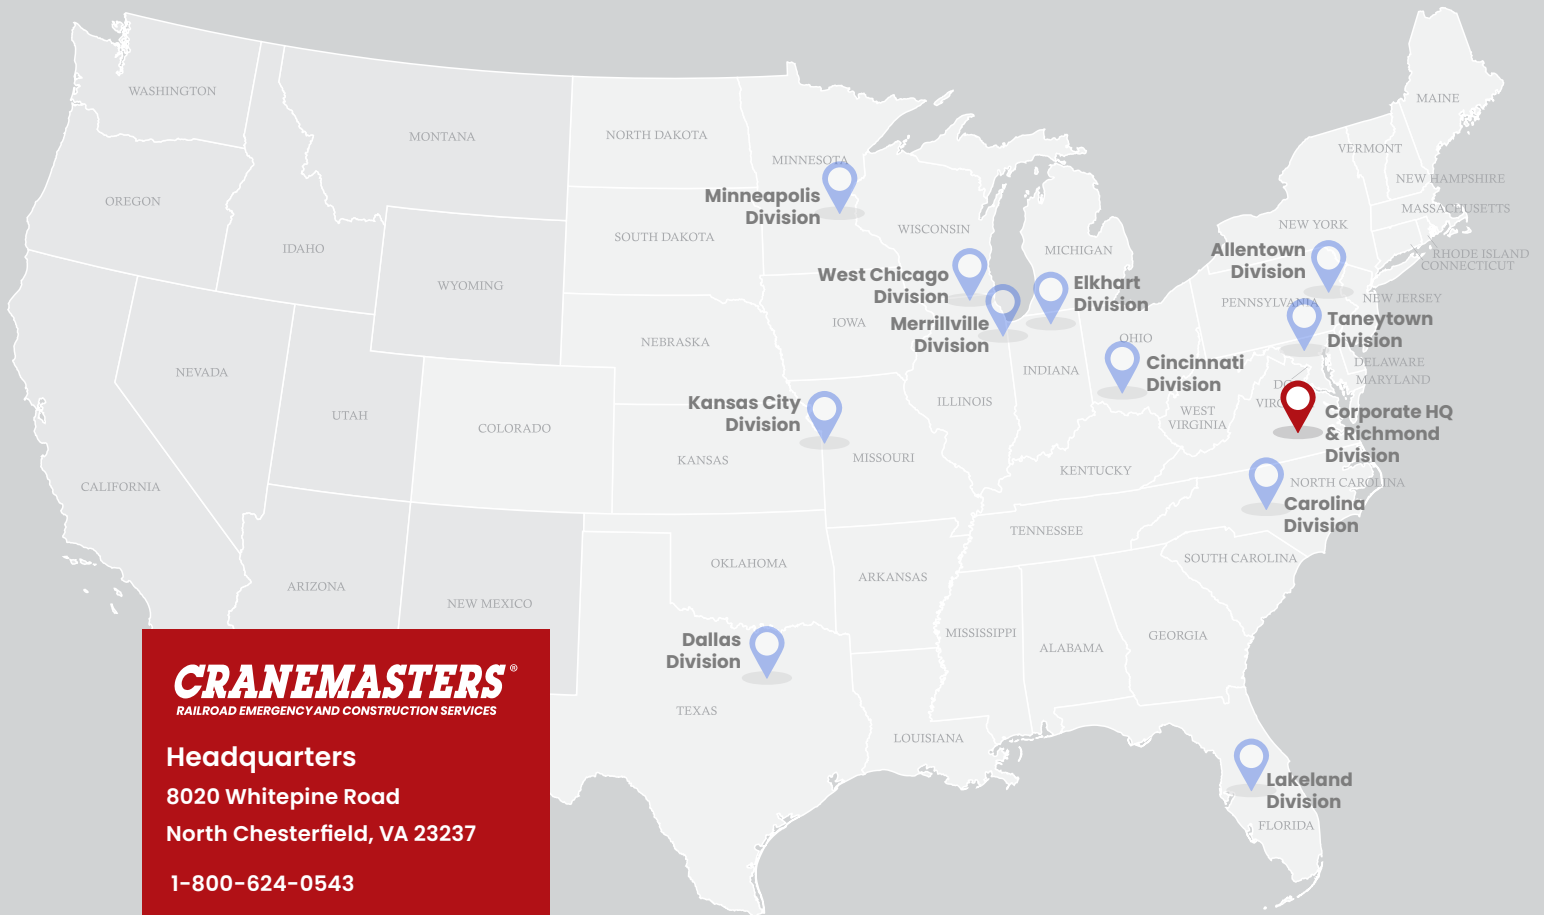 WASHINGTON
MONTANA
NORTH DAKOTA
MINNESOTA
MAINE
VERMONT
NEW HAMPSHIRE
MASSACHUSETTS
OREGON
IDAHO
SOUTH DAKOTA
Minneapolis
Division
WISCONSIN
MICHIGAN
NEW YORK
RHODE ISLAND
CONNECTICUT
Allentown
Division
WYOMING
West Chicago
Division
Elkhart
Division
PENNSYLVANIA
NEW JERSEY
IOWA
Merrillville
Division
OHIO
Taneytown
Division
NEBRASKA
NEVADA
INDIANA
Cincinnati
Division
DELAWARE
MARYLAND
UTAH
COLORADO
Kansas City
Division
ILLINOIS
WEST
VIRGINIA
Corporate HQ
& Richmond
Division
KANSAS
MISSOURI
KENTUCKY
CALIFORNIA
NORTH CAROLINA
Carolina
Division
TENNESSEE
OKLAHOMA
ARKANSAS
SOUTH CAROLINA
ARIZONA
NEW MEXICO
MISSISSIPPI
ALABAMA
GEORGIA
Dallas
Division
TEXAS
LOUISIANA
Lakeland
Division
FLORIDA
CRANEMASTERS®
RAILROAD EMERGENCY AND CONSTRUCTION SERVICES
Headquarters
8020 Whitepine Road
North Chesterfield, VA 23237
1-800-624-0543